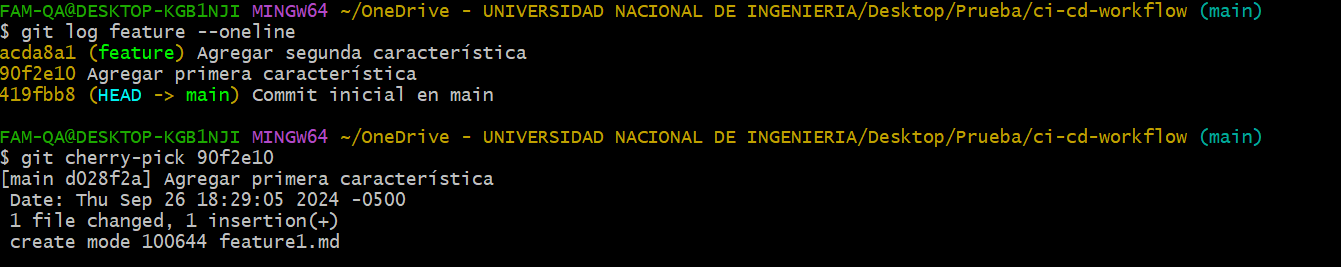 FAM-QA@DESKTOP-KGB1NJI MINGW64 ~/OneDrive - UNIVERSIDAD NACIONAL DE INGENIERIA/Desktop/Prueba/ci-cd-workflow (main)
$ git log feature --oneline
acda8a1 (feature) Agregar segunda característica
90f2e10 Agregar primera característica
419fbb8 (HEAD -> main) Commit inicial en main
FAM-QA@DESKTOP-KGB1NJI MINGW64 ~/OneDrive - UNIVERSIDAD NACIONAL DE INGENIERIA/Desktop/Prueba/ci-cd-workflow (main)
$ git cherry-pick 90f2e10
[main d028f2a] Agregar primera característica
Date: Thu Sep 26 18:29:05 2024 -0500
1 file changed, 1 insertion(+)
create mode 100644 feature1.md